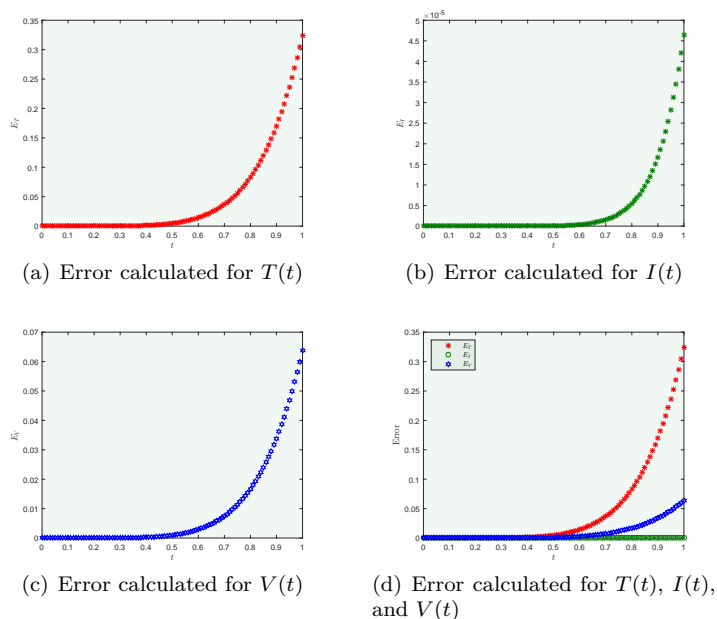 0.35
0.3
0.25
0.2
0.15
0.1
0.05
0
E_T
0 0.1 0.2 0.3 0.4 0.5 0.6 0.7 0.8 0.9 1
t
(a) Error calculated for T(t)
×10⁻⁵
5
4.5
4
3.5
3
2.5
2
1.5
1
0.5
0
E_I
0 0.1 0.2 0.3 0.4 0.5 0.6 0.7 0.8 0.9 1
t
(b) Error calculated for I(t)
0.07
0.06
0.05
0.04
0.03
0.02
0.01
0
E_V
0 0.1 0.2 0.3 0.4 0.5 0.6 0.7 0.8 0.9 1
t
(c) Error calculated for V(t)
0.35
0.3
0.25
0.2
0.15
0.1
0.05
0
Error
E_T
E_I
E_V
0 0.1 0.2 0.3 0.4 0.5 0.6 0.7 0.8 0.9 1
t
(d) Error calculated for T(t), I(t),
and V(t)